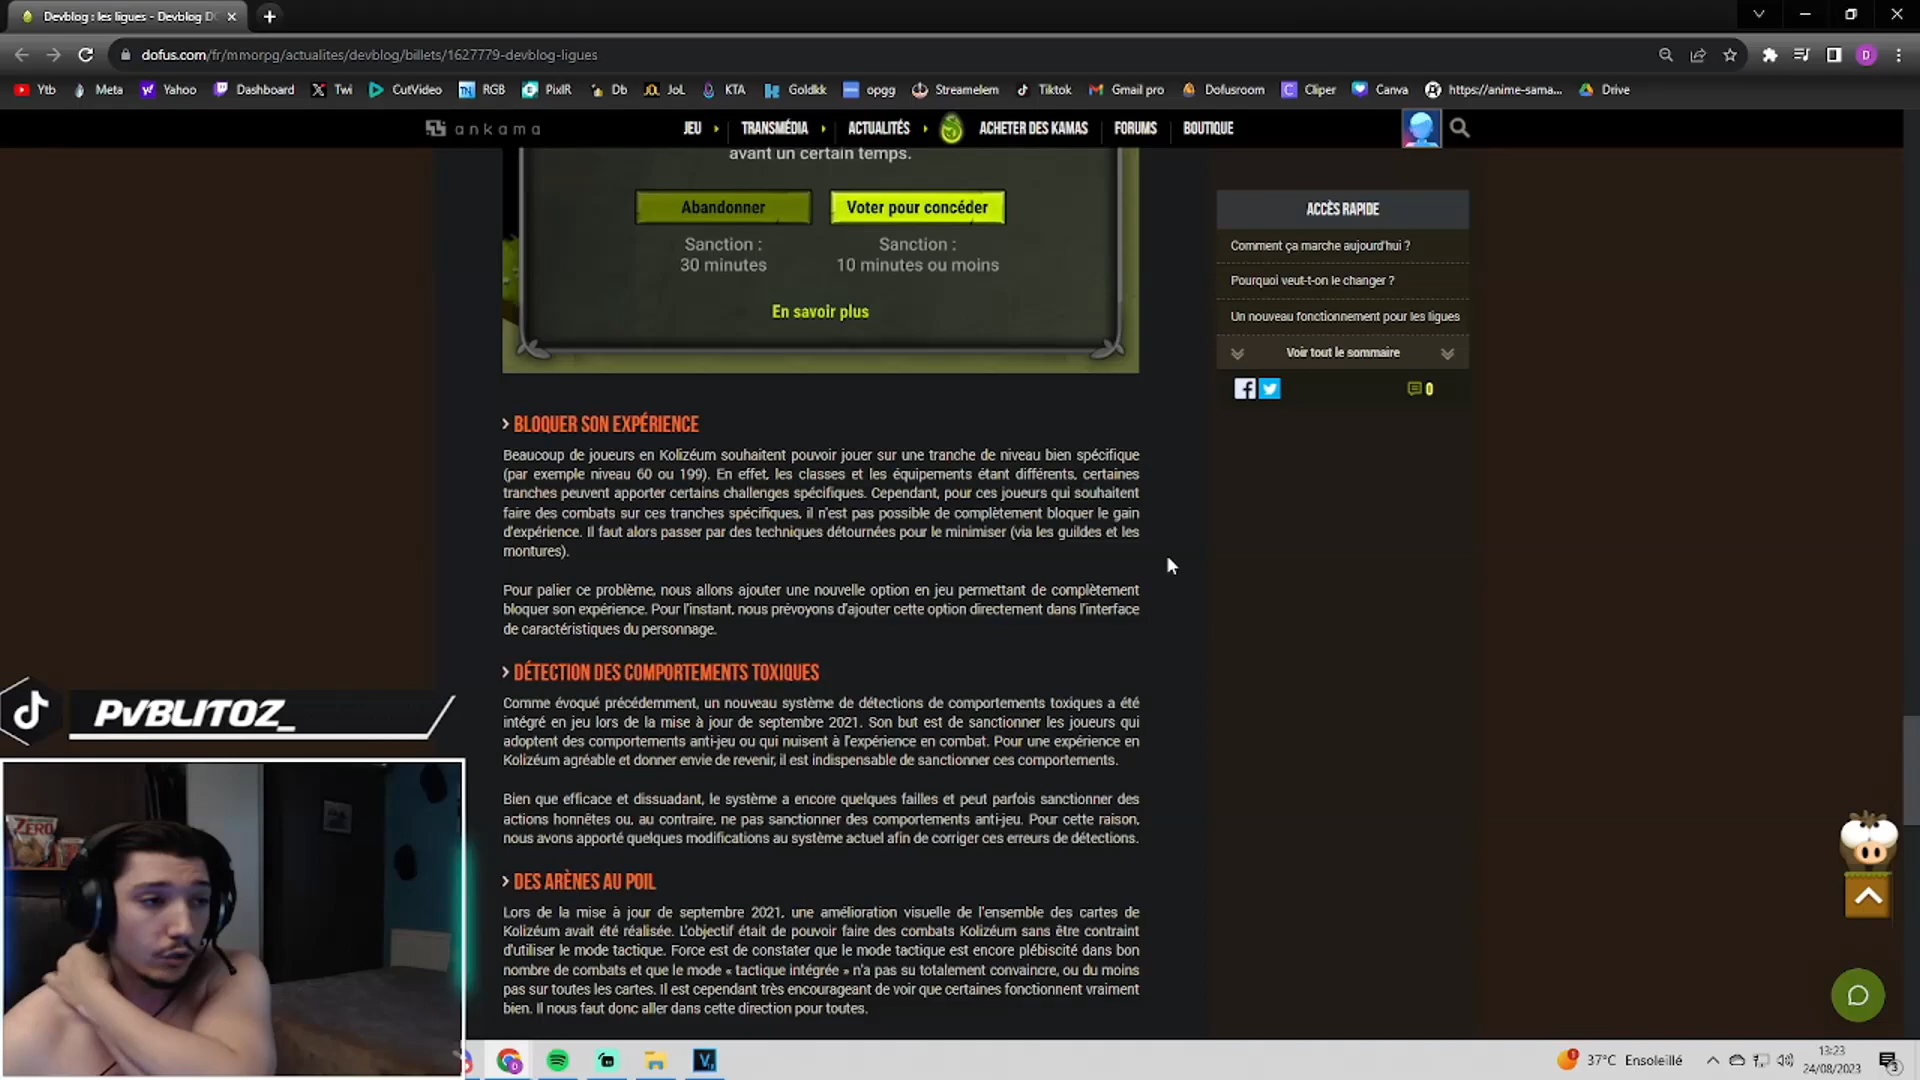 Devblog : les ligues - Devblog DO
dofus.com/fr/mmorpg/actualites/devblog/billets/1627779-devblog-ligues
Ytb Meta Yahoo Dashboard Twi CutVideo RGB PixlR Db JoL KTA Goldkk opgg Streamelem Tiktok Gmail pro Dofusroom Cliper Canva https://anime-sama... Drive
ankama JEU TRANSMÉDIA ACTUALITÉS ACHETER DES KAMAS FORUMS BOUTIQUE
avant un certain temps.
Abandonner Voter pour concéder
Sanction : Sanction :
30 minutes 10 minutes ou moins
En savoir plus
ACCÈS RAPIDE
Comment ça marche aujourd'hui ?
Pourquoi veut-t-on le changer ?
Un nouveau fonctionnement pour les ligues
Voir tout le sommaire
0
BLOQUER SON EXPÉRIENCE
Beaucoup de joueurs en Kolizéum souhaitent pouvoir jouer sur une tranche de niveau bien spécifique
(par exemple niveau 60 ou 199). En effet, les classes et les équipements étant différents, certaines
tranches peuvent apporter certains challenges spécifiques. Cependant, pour ces joueurs qui souhaitent
faire des combats sur ces tranches spécifiques, il n'est pas possible de complètement bloquer le gain
d'expérience. Il faut alors passer par des techniques détournées pour le minimiser (via les guildes et les
montures).
Pour palier ce problème, nous allons ajouter une nouvelle option en jeu permettant de complètement
bloquer son expérience. Pour l'instant, nous prévoyons d'ajouter cette option directement dans l'interface
de caractéristiques du personnage.
DÉTECTION DES COMPORTEMENTS TOXIQUES
Comme évoqué précédemment, un nouveau système de détections de comportements toxiques a été
intégré en jeu lors de la mise à jour de septembre 2021. Son but est de sanctionner les joueurs qui
adoptent des comportements anti-jeu ou qui nuisent à l'expérience en combat. Pour une expérience en
Kolizéum agréable et donner envie de revenir, il est indispensable de sanctionner ces comportements.
Bien que efficace et dissuadant, le système a encore quelques failles et peut parfois sanctionner des
actions honnêtes ou, au contraire, ne pas sanctionner des comportements anti-jeu. Pour cette raison,
nous avons apporté quelques modifications au système actuel afin de corriger ces erreurs de détections.
DES ARÈNES AU POIL
Lors de la mise à jour de septembre 2021, une amélioration visuelle de l'ensemble des cartes de
Kolizéum avait été réalisée. L'objectif était de pouvoir faire des combats Kolizéum sans être contraint
d'utiliser le mode tactique. Force est de constater que le mode tactique est encore plébiscité dans bon
nombre de combats et que le mode « tactique intégrée » n'a pas su totalement convaincre, ou du moins
pas sur toutes les cartes. Il est cependant très encourageant de voir que certaines fonctionnent vraiment
bien. Il nous faut donc aller dans cette direction pour toutes.
PVBLITOZ_
ZERO
37°C Ensoleillé
13:23
24/08/2023
3